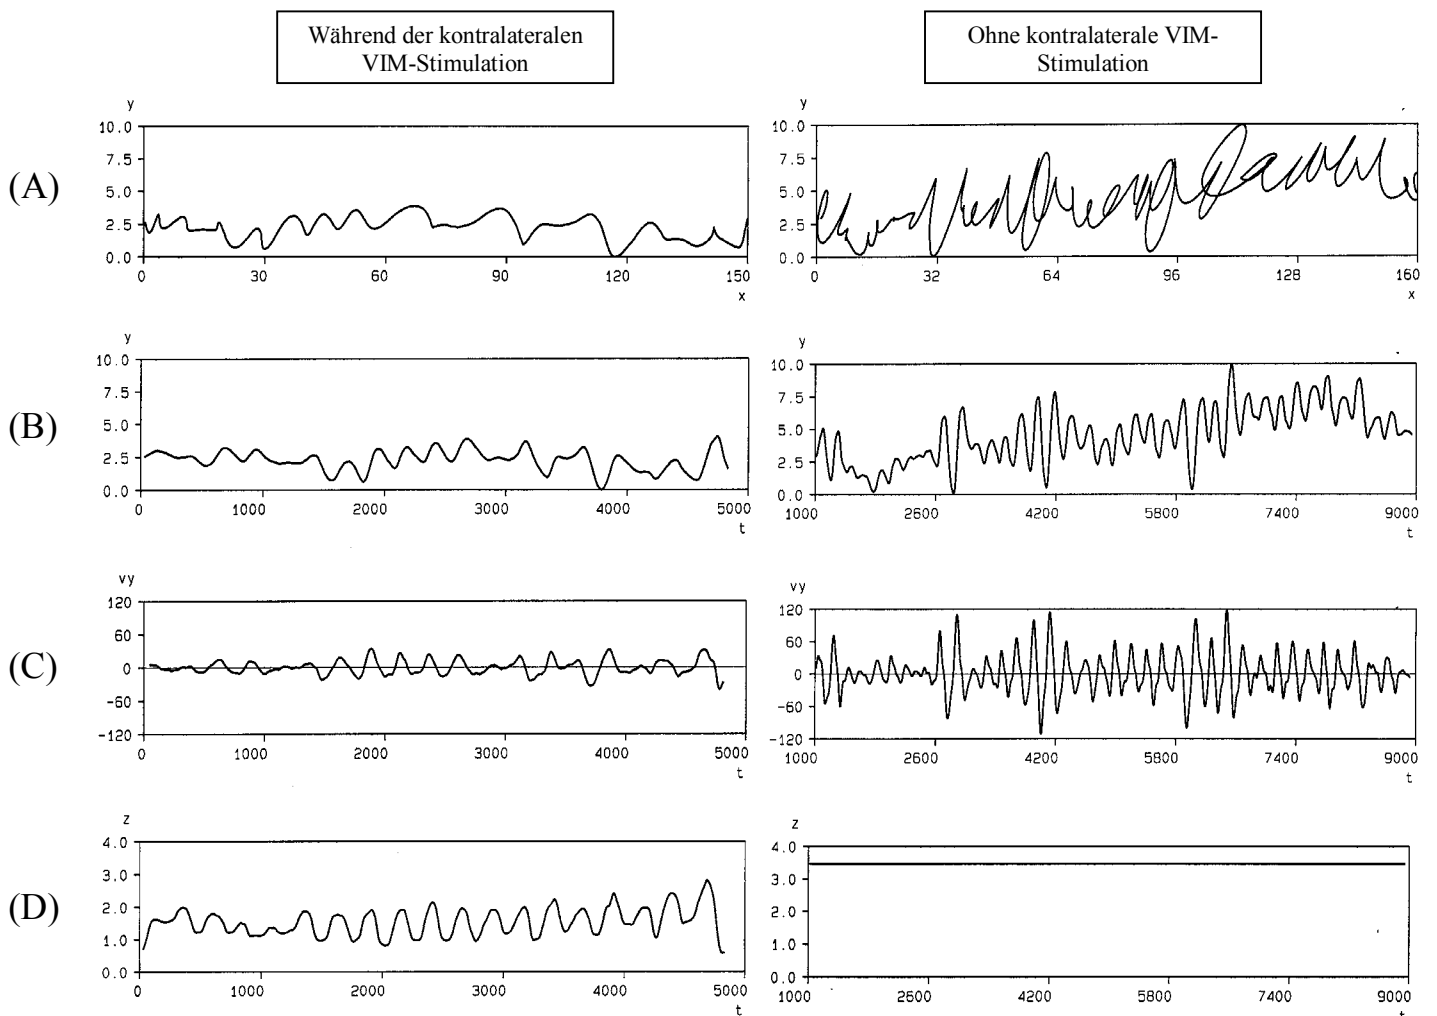 Während der kontralateralen
VIM-Stimulation
Ohne kontralaterale VIM-
Stimulation
(A)
y
10.0
7.5
5.0
2.5
0.0
0 30 60 90 120 150
x
y
10.0
7.5
5.0
2.5
0.0
0 32 64 96 128 160
x
(B)
y
10.0
7.5
5.0
2.5
0.0
0 1000 2000 3000 4000 5000
t
y
10.0
7.5
5.0
2.5
0.0
1000 2600 4200 5800 7400 9000
t
(C)
vy
120
60
0
-60
-120
0 1000 2000 3000 4000 5000
t
vy
120
60
0
-60
-120
1000 2600 4200 5800 7400 9000
t
(D)
z
4.0
3.0
2.0
1.0
0.0
0 1000 2000 3000 4000 5000
t
z
4.0
3.0
2.0
1.0
0.0
1000 2600 4200 5800 7400 9000
t